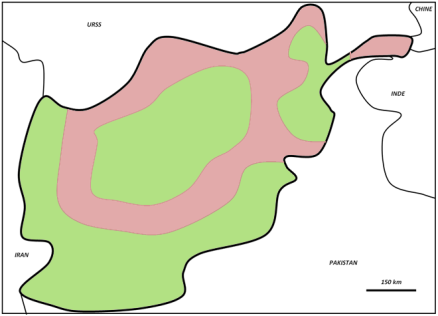 CHINE
URSS
INDE
IRAN
PAKISTAN
150 km